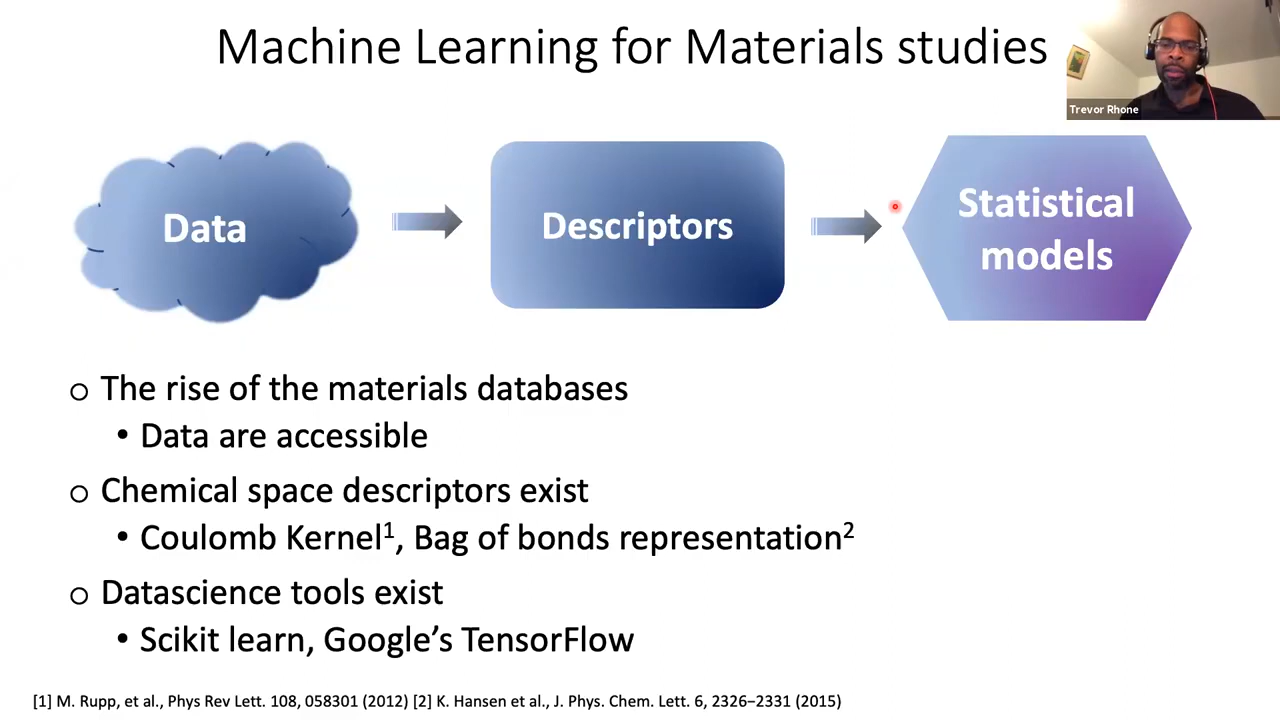 Machine Learning for Materials studies
Trevor Rhone
Data
Descriptors
Statistical
models
o The rise of the materials databases
• Data are accessible
o Chemical space descriptors exist
• Coulomb Kernel¹, Bag of bonds representation²
o Datascience tools exist
• Scikit learn, Google’s TensorFlow
[1] M. Rupp, et al., Phys Rev Lett. 108, 058301 (2012) [2] K. Hansen et al., J. Phys. Chem. Lett. 6, 2326−2331 (2015)